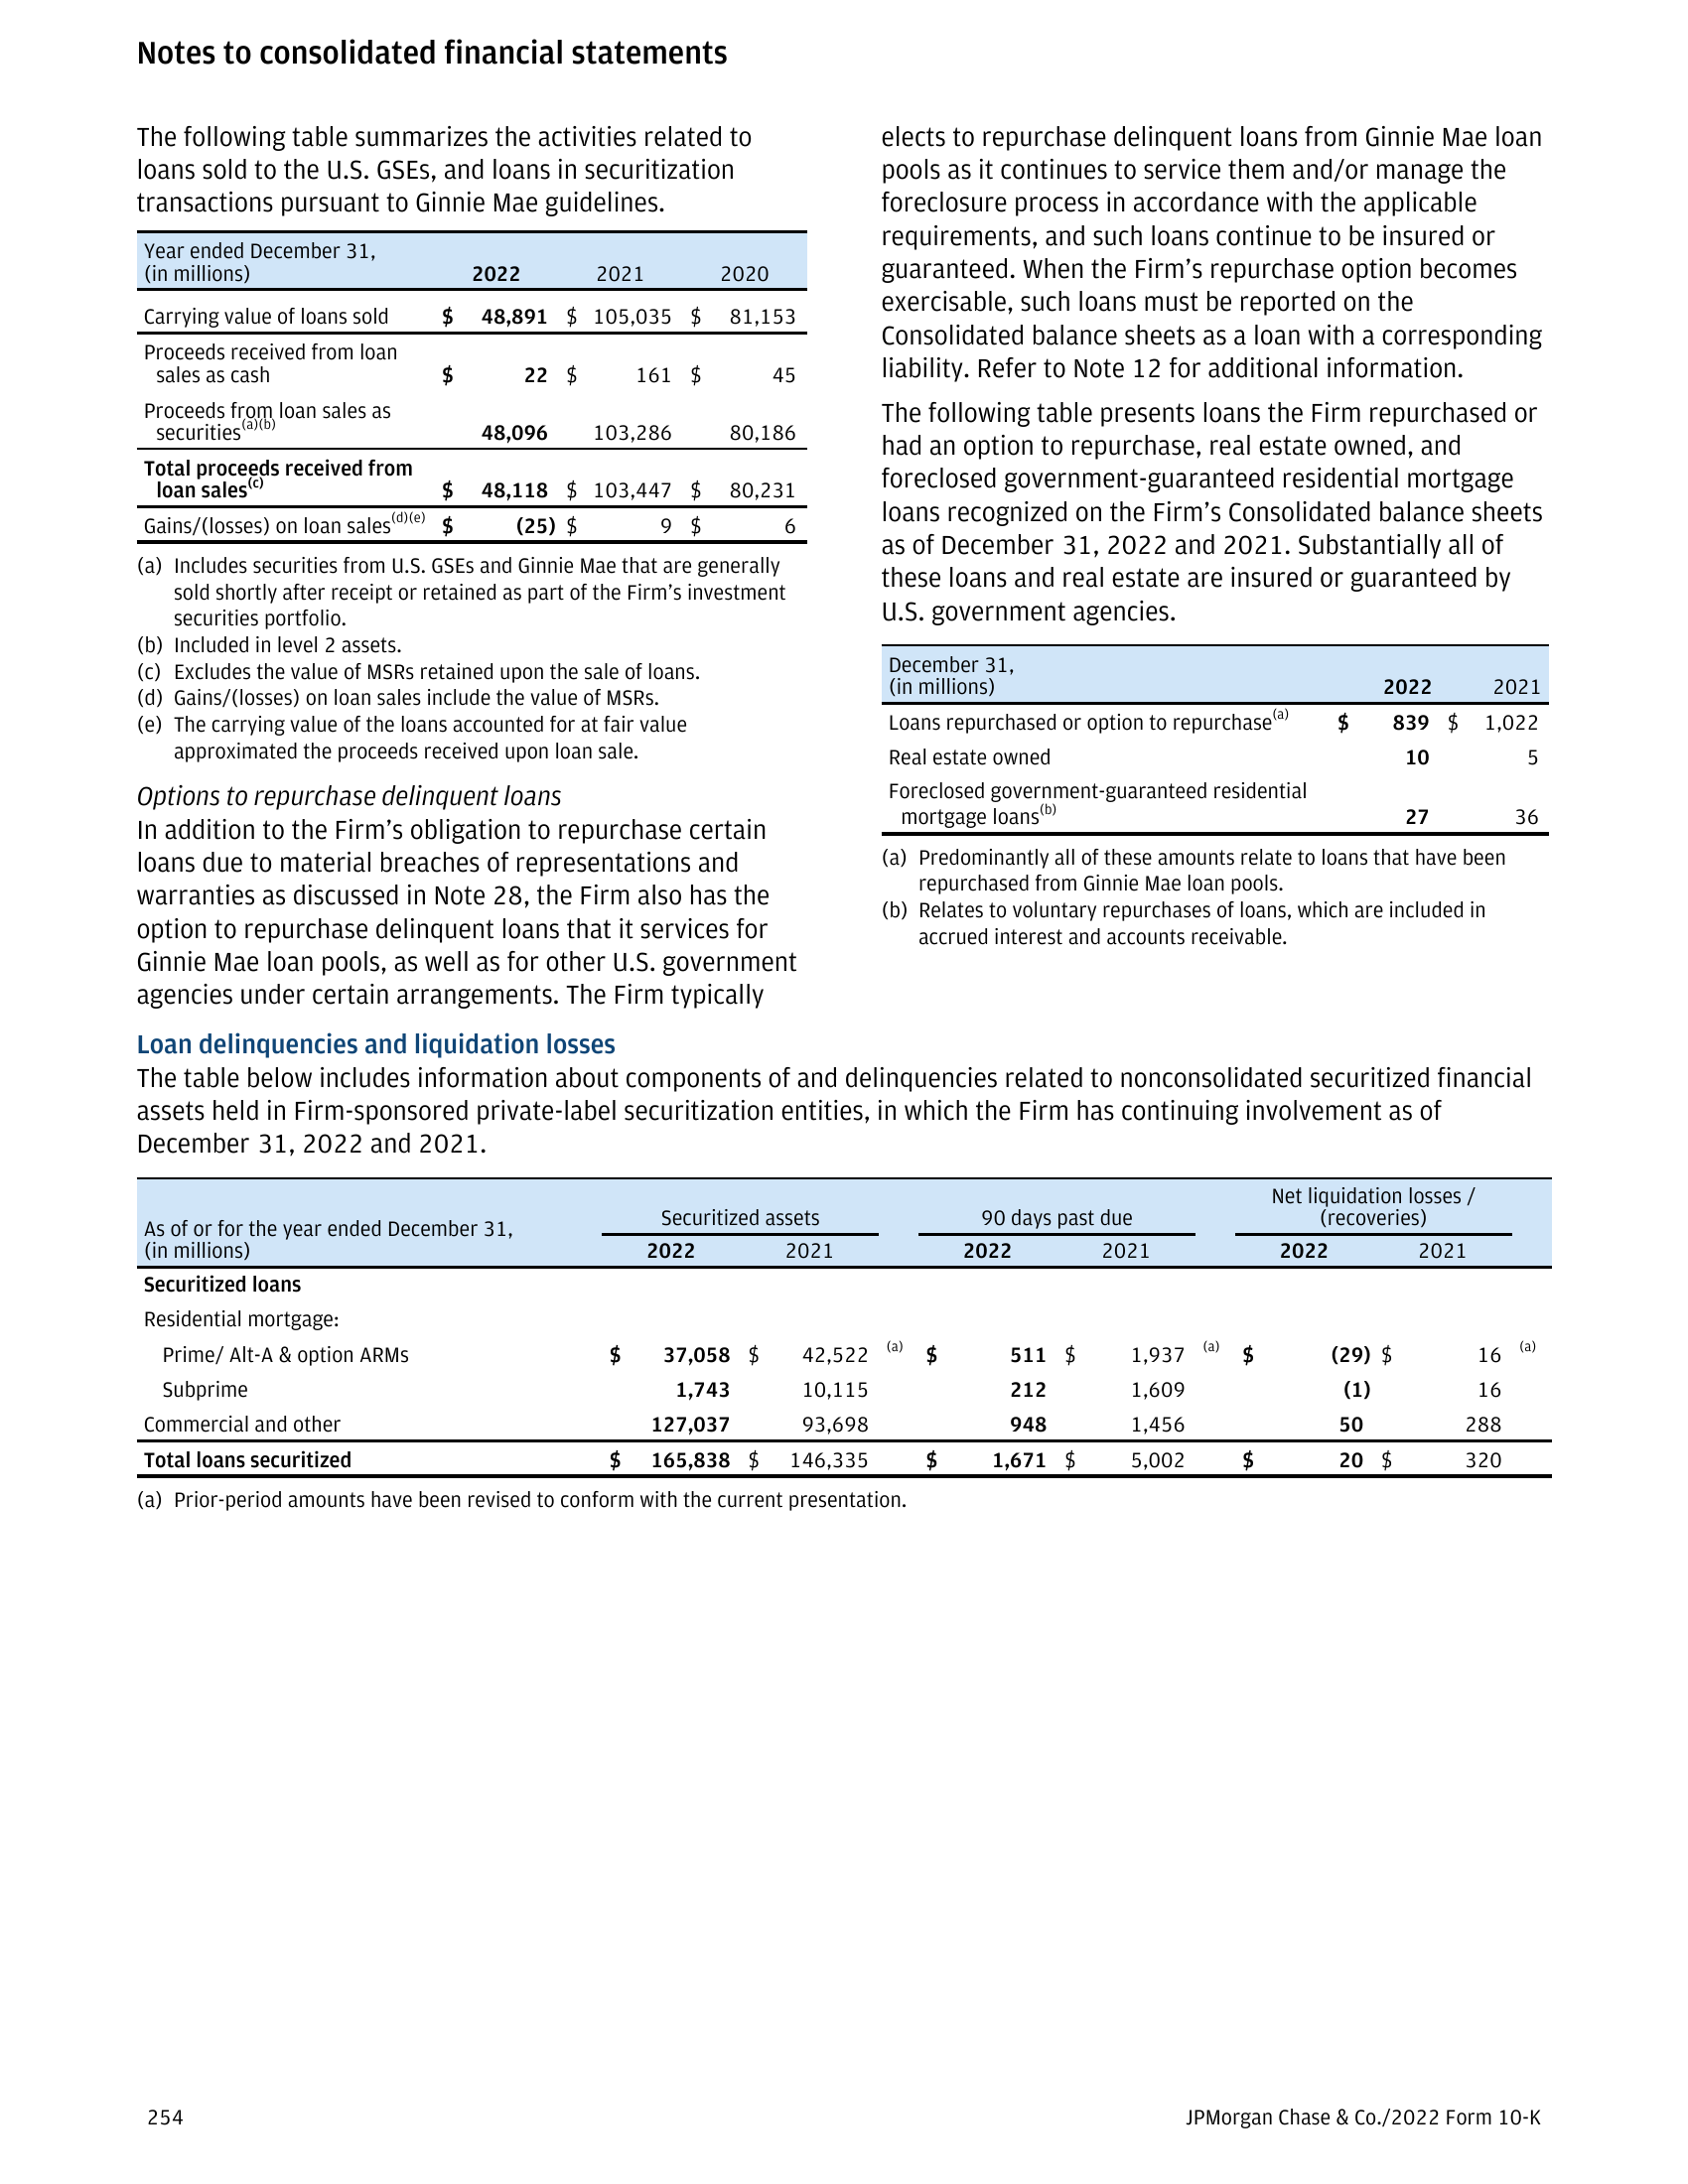 Notes to consolidated financial statements
The following table summarizes the activities related to
loans sold to the U.S. GSEs, and loans in securitization
transactions pursuant to Ginnie Mae guidelines.
Year ended December 31,
(in millions) 2022 2021 2020
Carrying value of loans sold $ 48,891 $ 105,035 $ 81,153
Proceeds received from loan
sales as cash $ 22 $ 161 $ 45
Proceeds from loan sales as
securities(a)(b) 48,096 103,286 80,186
Total proceeds received from
loan sales(c) $ 48,118 $ 103,447 $ 80,231
Gains/(losses) on loan sales(d)(e) $ (25) $ 9 $ 6
(a) Includes securities from U.S. GSEs and Ginnie Mae that are generally
sold shortly after receipt or retained as part of the Firm's investment
securities portfolio.
(b) Included in level 2 assets.
(c) Excludes the value of MSRs retained upon the sale of loans.
(d) Gains/(losses) on loan sales include the value of MSRs.
(e) The carrying value of the loans accounted for at fair value
approximated the proceeds received upon loan sale.
Options to repurchase delinquent loans
In addition to the Firm's obligation to repurchase certain
loans due to material breaches of representations and
warranties as discussed in Note 28, the Firm also has the
option to repurchase delinquent loans that it services for
Ginnie Mae loan pools, as well as for other U.S. government
agencies under certain arrangements. The Firm typically
elects to repurchase delinquent loans from Ginnie Mae loan
pools as it continues to service them and/or manage the
foreclosure process in accordance with the applicable
requirements, and such loans continue to be insured or
guaranteed. When the Firm's repurchase option becomes
exercisable, such loans must be reported on the
Consolidated balance sheets as a loan with a corresponding
liability. Refer to Note 12 for additional information.
The following table presents loans the Firm repurchased or
had an option to repurchase, real estate owned, and
foreclosed government-guaranteed residential mortgage
loans recognized on the Firm's Consolidated balance sheets
as of December 31, 2022 and 2021. Substantially all of
these loans and real estate are insured or guaranteed by
U.S. government agencies.
December 31,
(in millions) 2022 2021
Loans repurchased or option to repurchase(a) $ 839 $ 1,022
Real estate owned 10 5
Foreclosed government-guaranteed residential
mortgage loans(b) 27 36
(a) Predominantly all of these amounts relate to loans that have been
repurchased from Ginnie Mae loan pools.
(b) Relates to voluntary repurchases of loans, which are included in
accrued interest and accounts receivable.
Loan delinquencies and liquidation losses
The table below includes information about components of and delinquencies related to nonconsolidated securitized financial
assets held in Firm-sponsored private-label securitization entities, in which the Firm has continuing involvement as of
December 31, 2022 and 2021.
Securitized assets 90 days past due Net liquidation losses /
(recoveries)
As of or for the year ended December 31,
(in millions) 2022 2021 2022 2021 2022 2021
Securitized loans
Residential mortgage:
Prime/ Alt-A & option ARMs $ 37,058 $ 42,522 (a) $ 511 $ 1,937 (a) $ (29) $ 16 (a)
Subprime 1,743 10,115 212 1,609 (1) 16
Commercial and other 127,037 93,698 948 1,456 50 288
Total loans securitized $ 165,838 $ 146,335 $ 1,671 $ 5,002 $ 20 $ 320
(a) Prior-period amounts have been revised to conform with the current presentation.
254 JPMorgan Chase & Co./2022 Form 10-K